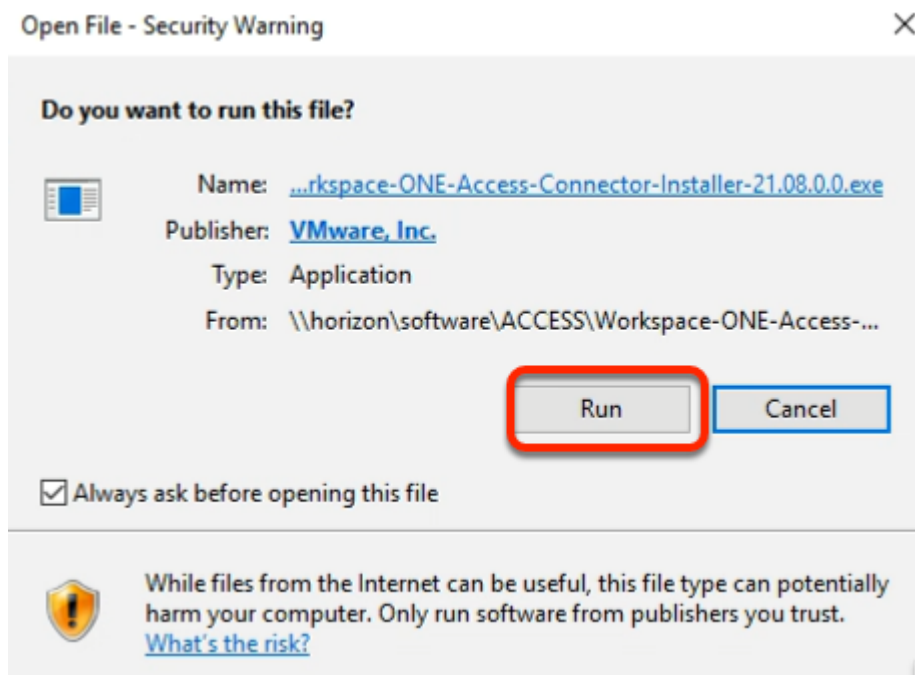 Open File - Security Warning
Do you want to run this file?
Name: ...rkspace-ONE-Access-Connector-Installer-21.08.0.0.exe
Publisher: VMware, Inc.
Type: Application
From: \\horizon\software\ACCESS\Workspace-ONE-Access-...
Run Cancel
Always ask before opening this file
While files from the Internet can be useful, this file type can potentially
harm your computer. Only run software from publishers you trust.
What's the risk?